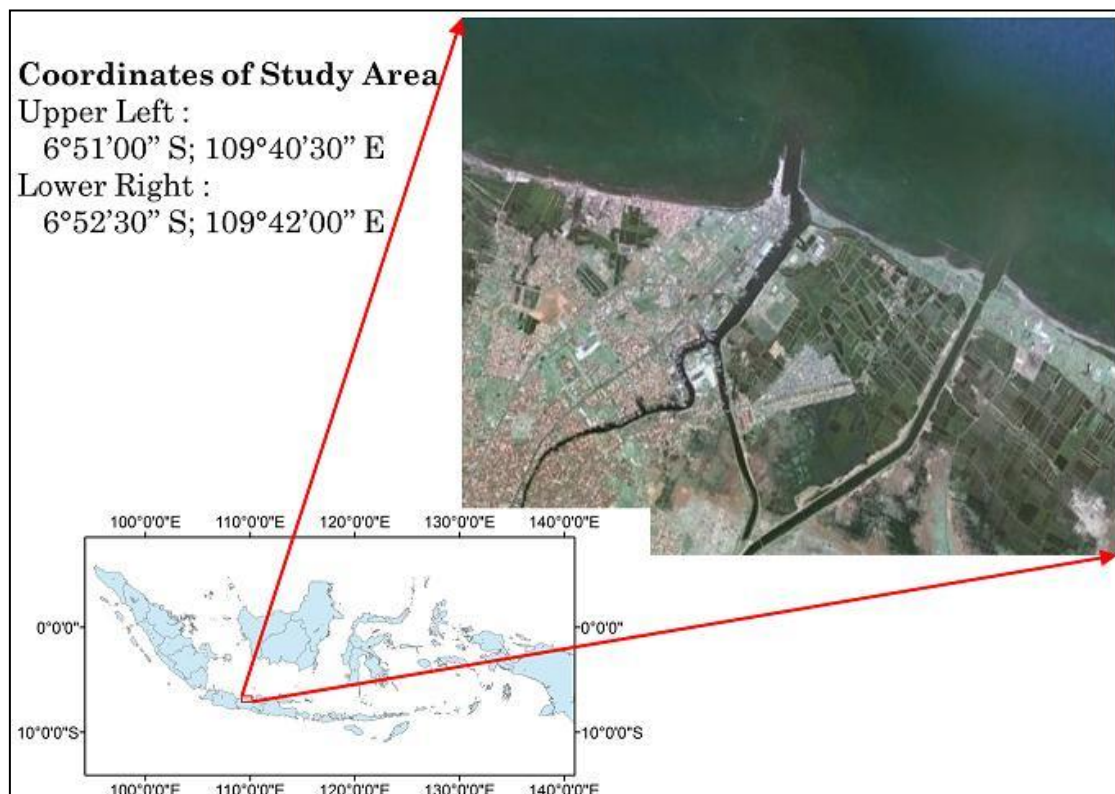 Coordinates of Study Area
Upper Left :
6°51’00” S; 109°40’30” E
Lower Right :
6°52’30” S; 109°42’00” E
100°0'0"E 110°0'0"E 120°0'0"E 130°0'0"E 140°0'0"E
0°0'0" 0°0'0"
10°0'0"S 10°0'0"S
100°0'0"E 110°0'0"E 120°0'0"E 130°0'0"E 140°0'0"E